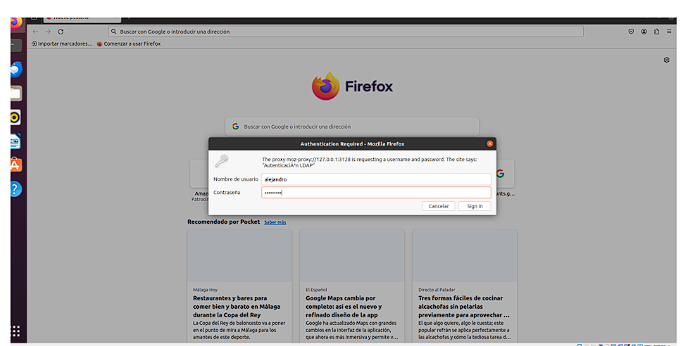 Buscar con Google o introducir una dirección
Importar marcadores... Comenzar a usar Firefox
Firefox
Buscar con Google o introducir una dirección
Authentication Required - Mozilla Firefox
The proxy moz-proxy://127.0.0.1:3128 is requesting a username and password. The site says:
"AutenticaciÃ³n LDAP"
Nombre de usuario alejandro
Contraseña ••••••••
Cancelar Sign in
Recomendado por Pocket Saber más
Málaga Hoy
Restaurantes y bares para
comer bien y barato en Málaga
durante la Copa del Rey
La Copa del Rey de baloncesto va a poner
en el punto de mira a Málaga para los
amantes de este deporte.
El Español
Google Maps cambia por
completo: así es el nuevo y
refinado diseño de la app
Google ha actualizado Maps con grandes
cambios en la interfaz de la aplicación,
que ahora es más inmersiva y permite v...
Directo al Paladar
Tres formas fáciles de cocinar
alcachofas sin pelarlas
previamente para aprovechar ...
El que algo quiere, algo le cuesta; este
popular refrán se aplica perfectamente a
las alcachofas y cómo la tediosa tarea d...